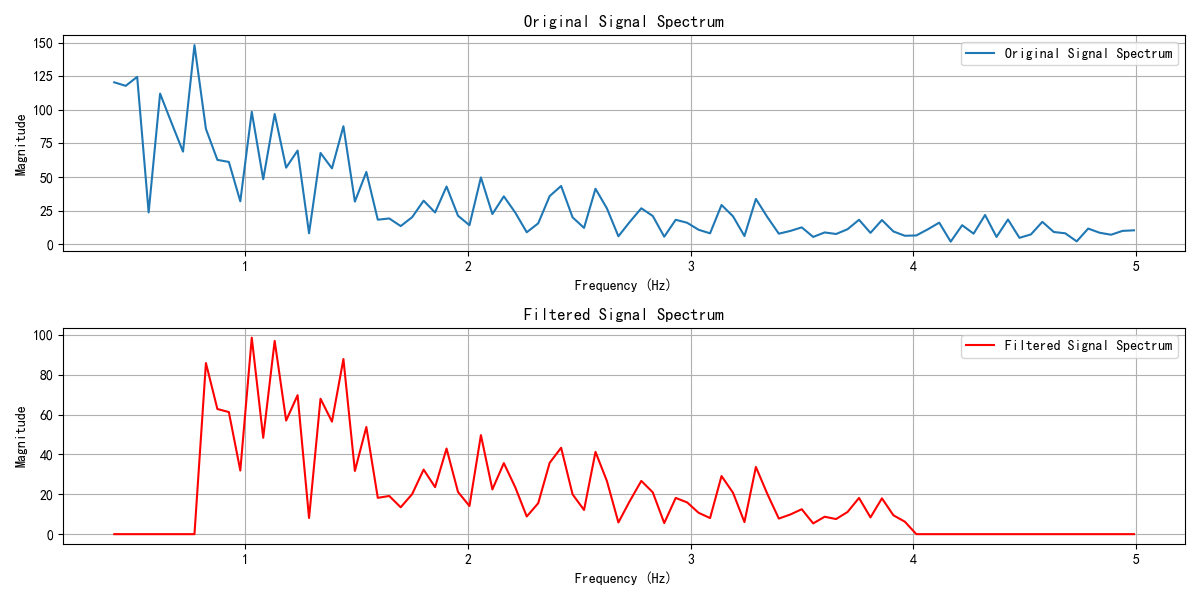 Original Signal Spectrum
150
125
100
75
50
25
0
Magnitude
Original Signal Spectrum
1 2 3 4 5
Frequency (Hz)
Filtered Signal Spectrum
100
80
60
40
20
0
Magnitude
Filtered Signal Spectrum
1 2 3 4 5
Frequency (Hz)